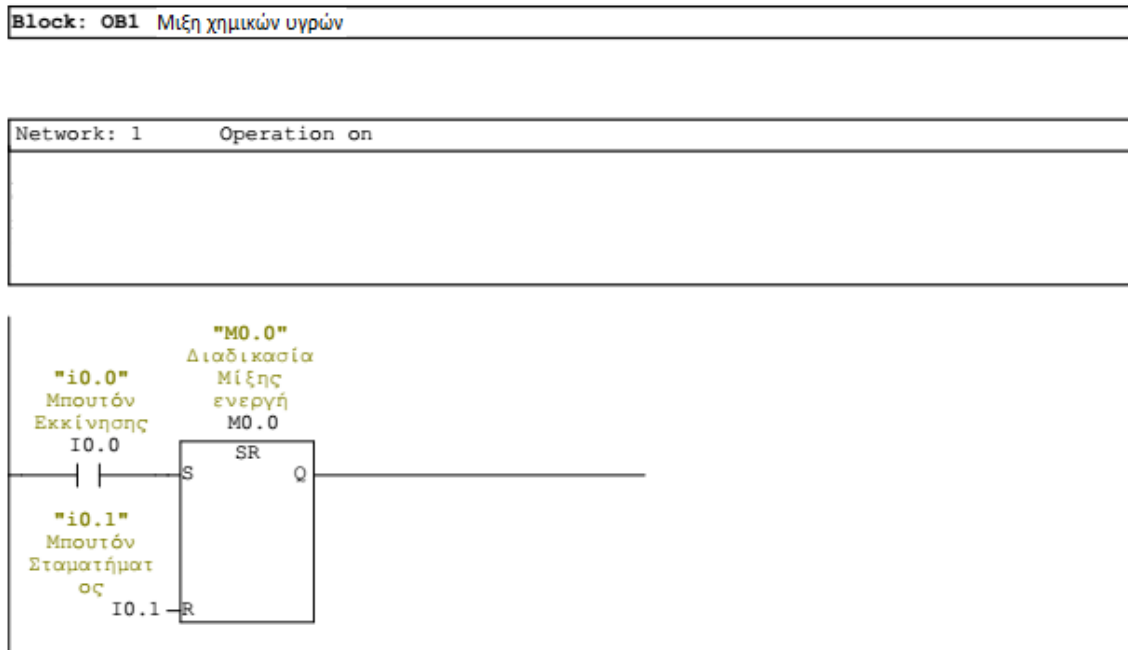 Block: OB1 Μιξη χημικών υγρών
Network: 1 Operation on
"M0.0"
Διαδικασία
Μίξης
ενεργή
M0.0
"i0.0"
Μπουτόν
Εκκίνησης
I0.0
SR
S Q
"i0.1"
Μπουτόν
Σταματήματ
ος
I0.1 R